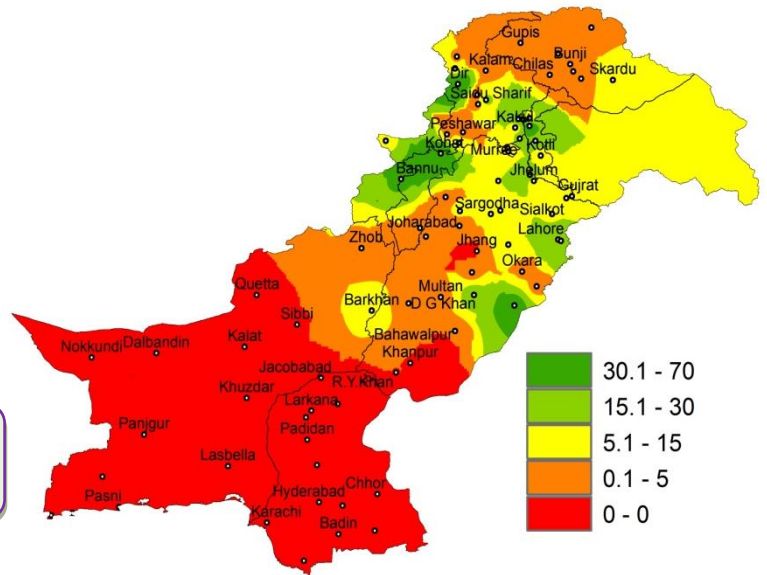 Gupis
Bunji
Kalam
Chilas
Skardu
Dir
Saidu Sharif
Peshawar
Kohat
Murree
Kotli
Bannu
Jhelum
Gujrat
Sargodha
Sialkot
Joharabad
Lahore
Zhob
Jhang
Okara
Quetta
Multan
Barkhan
D G Khan
Sibbi
Bahawalpur
Kalat
Khanpur
Nokkundi
Dalbandin
Jacobabad
R.Y.Khan
Khuzdar
Larkana
Panjgur
Padidan
Lasbella
Pasni
Chhor
Hyderabad
Karachi
Badin
30.1 - 70
15.1 - 30
5.1 - 15
0.1 - 5
0 - 0